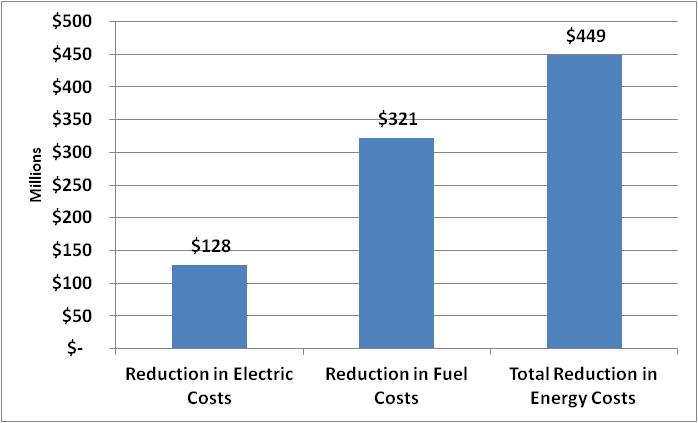 $500
$450
$400
$350
$300
$250
$200
$150
$100
$50
$-
Millions
$128
$321
$449
Reduction in Electric
Costs
Reduction in Fuel
Costs
Total Reduction in
Energy Costs